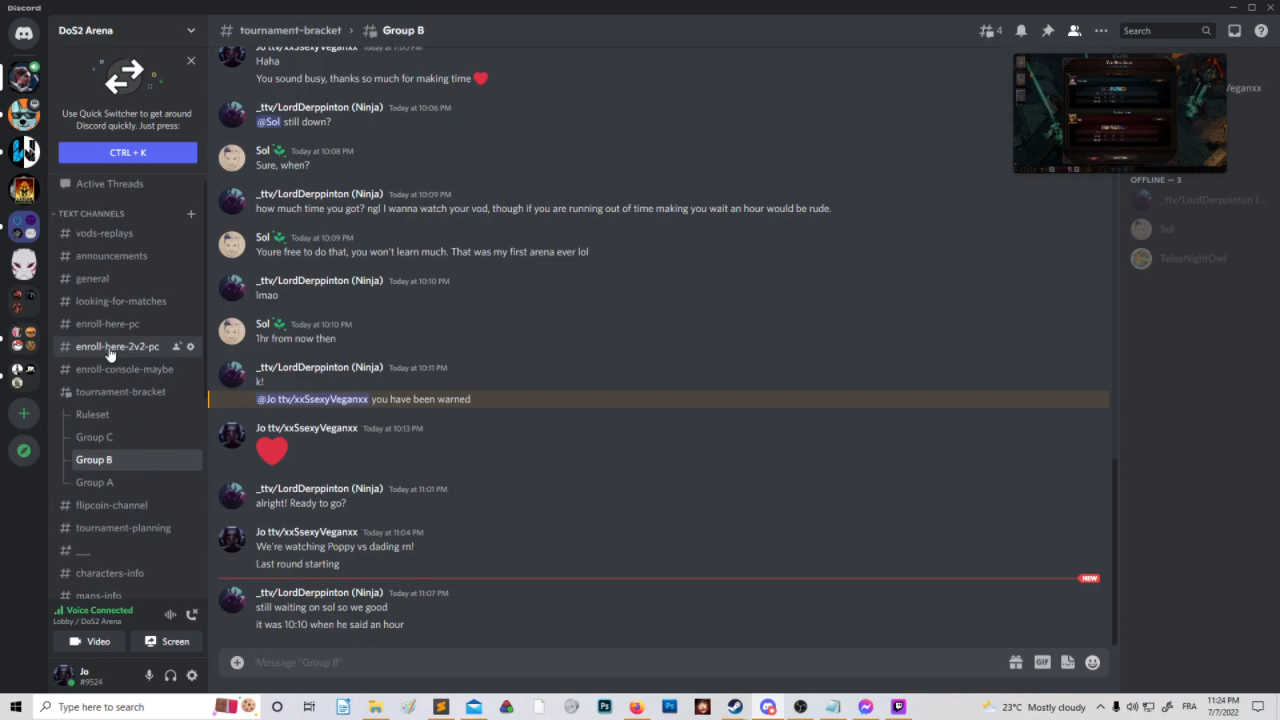 Discord
DoS2 Arena
tournament-bracket › Group B
4
Search
Use Quick Switcher to get around
Discord quickly. Just press:
CTRL + K
Active Threads
TEXT CHANNELS
vods-replays
announcements
general
looking-for-matches
enroll-here-pc
enroll-here-2v2-pc
enroll-console-maybe
tournament-bracket
Ruleset
Group C
Group B
Group A
flipcoin-channel
tournament-planning
___
characters-info
maps-info
Voice Connected
Lobby / DoS2 Arena
Video
Screen
Jo
#9524
Jo ttv/xxSsexyVeganxx Today at 7:00 PM
Haha
You sound busy, thanks so much for making time ❤
_ttv/LordDerppinton (Ninja) Today at 10:06 PM
@Sol still down?
Sol Today at 10:08 PM
Sure, when?
_ttv/LordDerppinton (Ninja) Today at 10:09 PM
how much time you got? ngl I wanna watch your vod, though if you are running out of time making you wait an hour would be rude.
Sol Today at 10:09 PM
Youre free to do that, you won't learn much. That was my first arena ever lol
_ttv/LordDerppinton (Ninja) Today at 10:10 PM
lmao
Sol Today at 10:10 PM
1hr from now then
_ttv/LordDerppinton (Ninja) Today at 10:11 PM
k!
@Jo ttv/xxSsexyVeganxx you have been warned
Jo ttv/xxSsexyVeganxx Today at 10:13 PM
❤
_ttv/LordDerppinton (Ninja) Today at 11:01 PM
alright! Ready to go?
Jo ttv/xxSsexyVeganxx Today at 11:04 PM
We're watching Poppy vs dading rn!
Last round starting
NEW
_ttv/LordDerppinton (Ninja) Today at 11:07 PM
still waiting on sol so we good
it was 10:10 when he said an hour
Message "Group B"
GIF
Veganxx
OFFLINE — 3
_ttv/LordDerppinton (...
Sol
TelosNightOwl
Type here to search
23°C Mostly cloudy
FRA
11:24 PM
7/7/2022